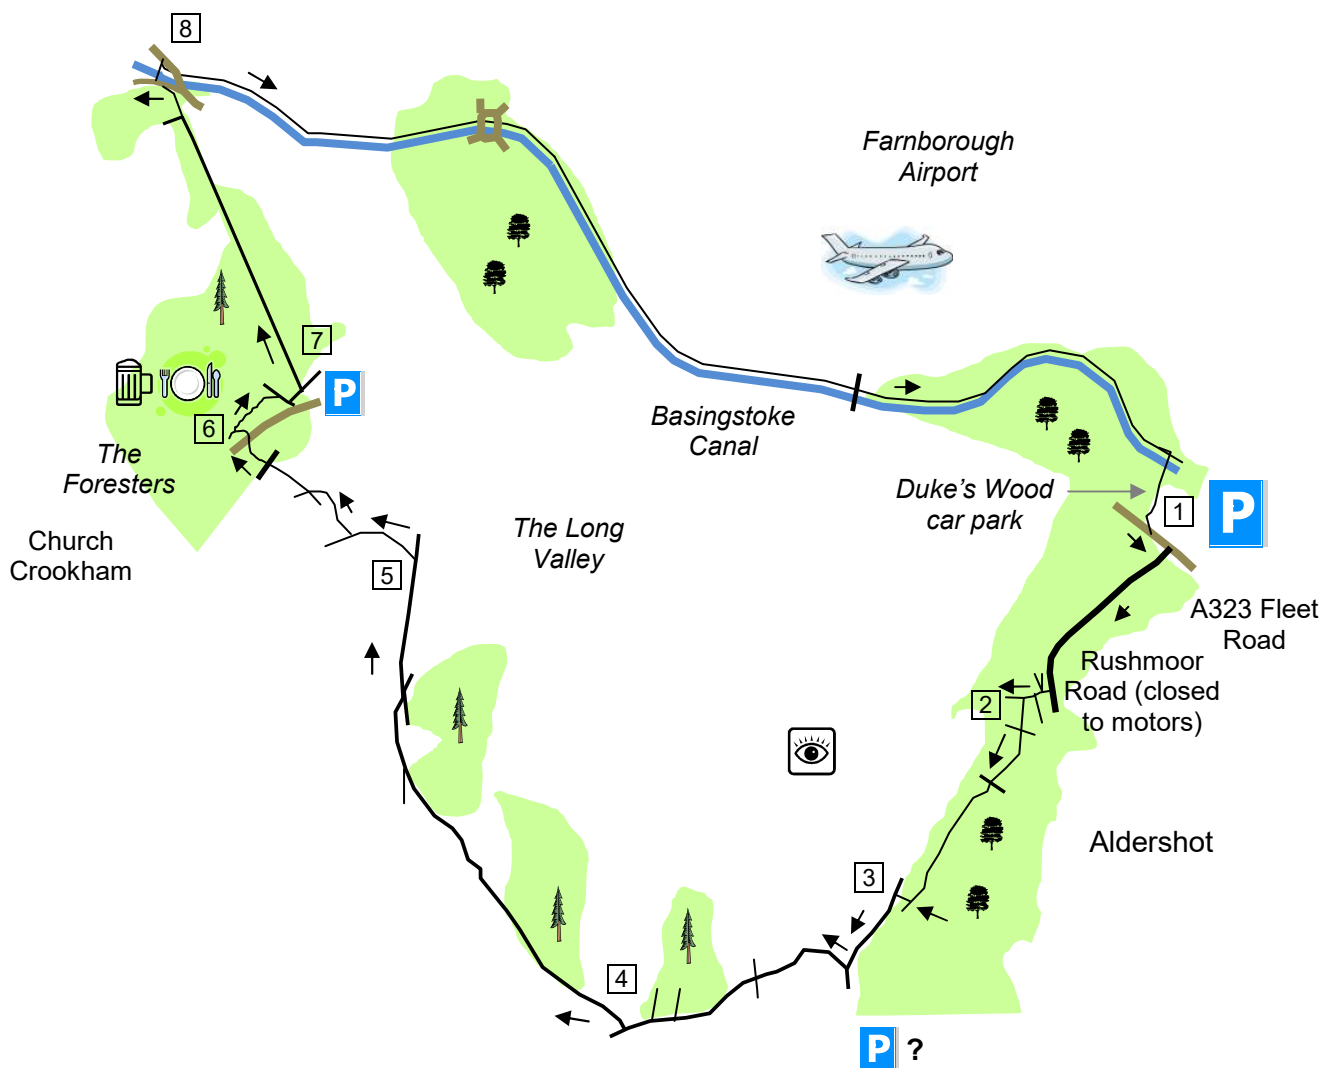 8
Farnborough
Airport
7
P
6
Basingstoke
Canal
The
Foresters
Duke's Wood
car park
1
P
The Long
Valley
Church
Crookham
5
A323 Fleet
Road
Rushmoor
Road (closed
to motors)
2
Aldershot
3
4
P ?